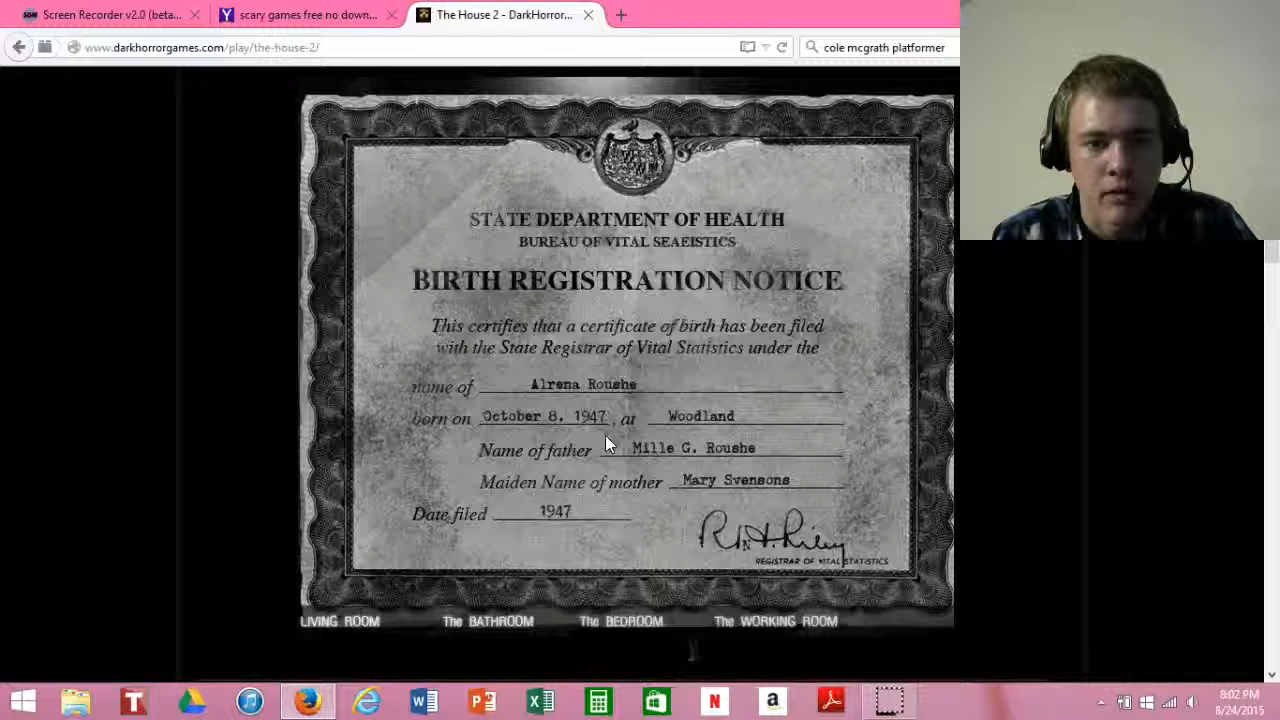 Screen Recorder v2.0 (beta...
scary games free no down...
The House 2 - DarkHorror...
www.darkhorrorgames.com/play/the-house-2/
cole mcgrath platformer
STATE DEPARTMENT OF HEALTH
BUREAU OF VITAL SEAEISTICS
BIRTH REGISTRATION NOTICE
This certifies that a certificate of birth has been filed
with the State Registrar of Vital Statistics under the
name of Alrena Roushe
born on October 8, 1947, at Woodland
Name of father Mille G. Roushe
Maiden Name of mother Mary Svensons
Date filed 1947
R.H. Riley
REGISTRAR OF VITAL STATISTICS
LIVING ROOM The BATHROOM The BEDROOM The WORKING ROOM
8:02 PM
8/24/2015